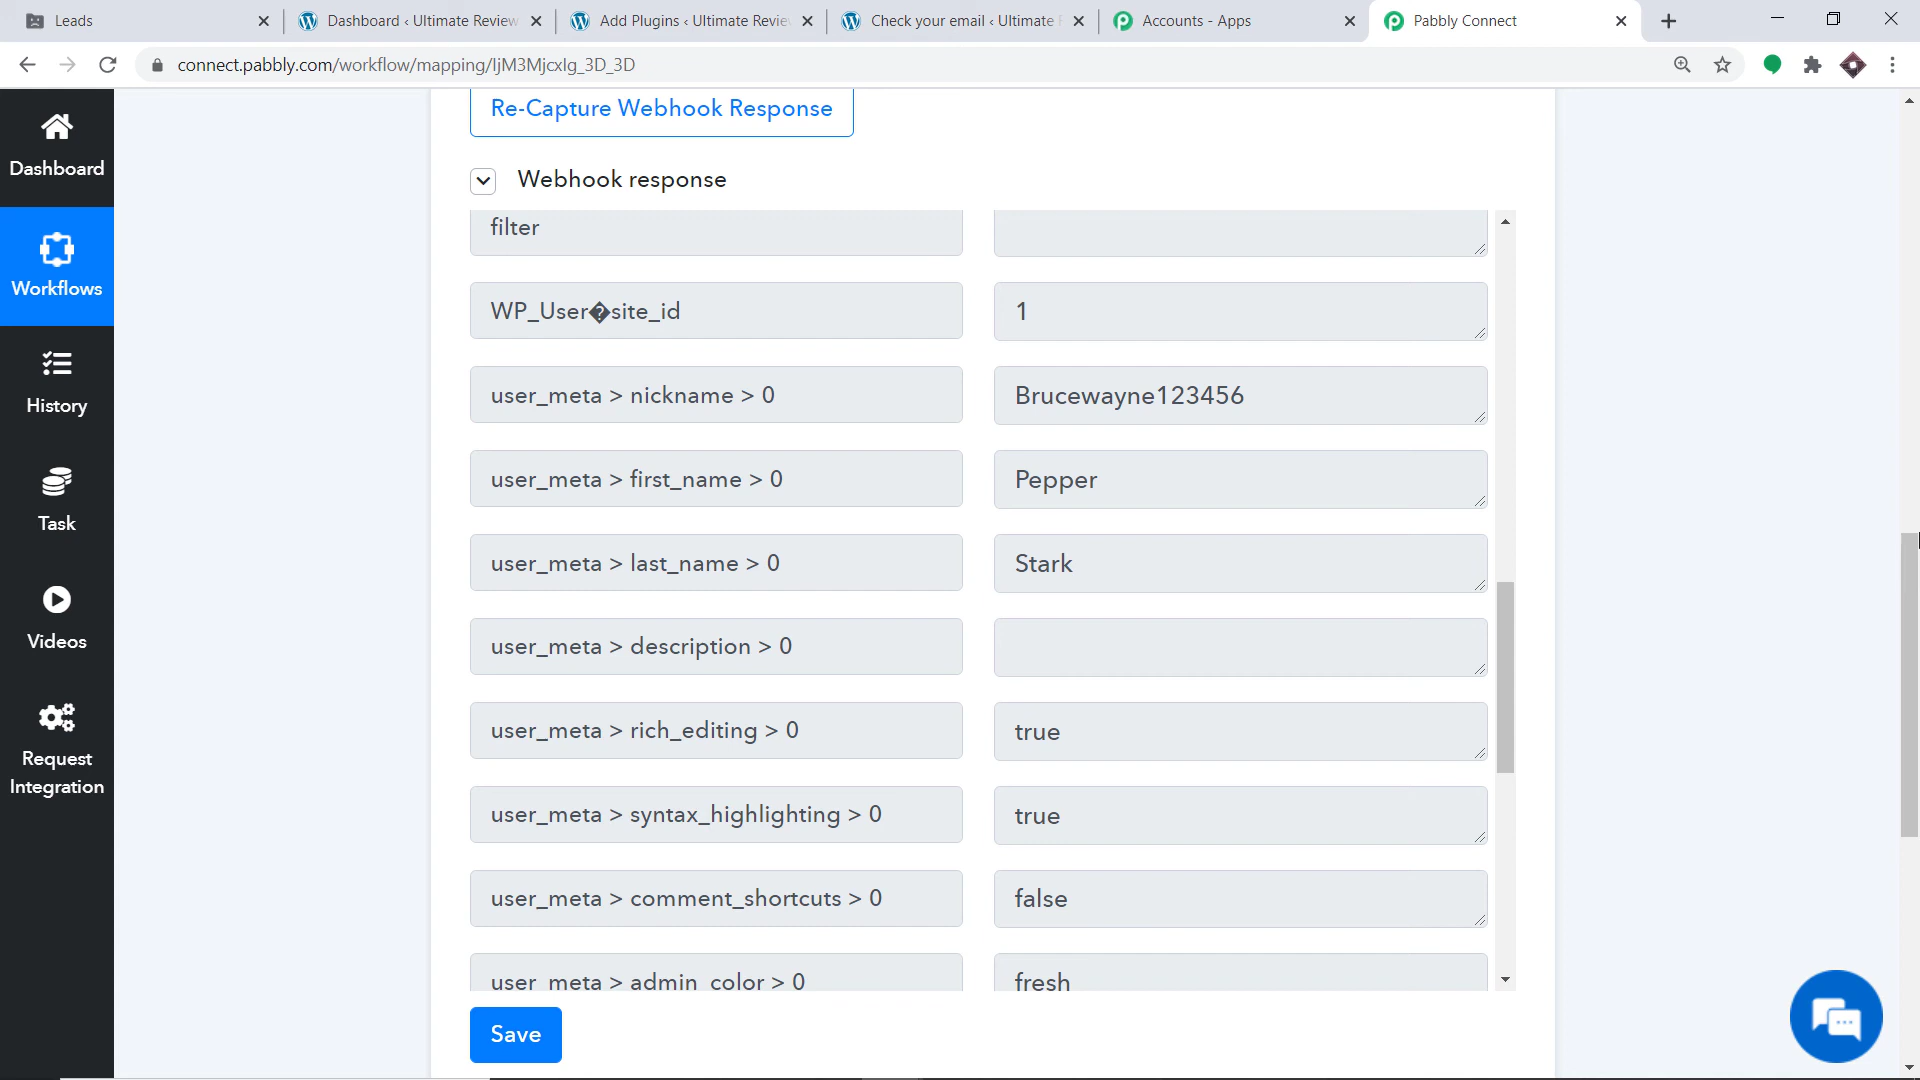 Leads
Dashboard ‹ Ultimate Review
Add Plugins ‹ Ultimate Revie
Check your email ‹ Ultimate
Accounts - Apps
Pabbly Connect
connect.pabbly.com/workflow/mapping/IjM3Mjcxlg_3D_3D
Dashboard
Workflows
History
Task
Videos
Request
Integration
Re-Capture Webhook Response
Webhook response
filter
WP_User�site_id
1
user_meta > nickname > 0
Brucewayne123456
user_meta > first_name > 0
Pepper
user_meta > last_name > 0
Stark
user_meta > description > 0
user_meta > rich_editing > 0
true
user_meta > syntax_highlighting > 0
true
user_meta > comment_shortcuts > 0
false
user_meta > admin_color > 0
fresh
Save